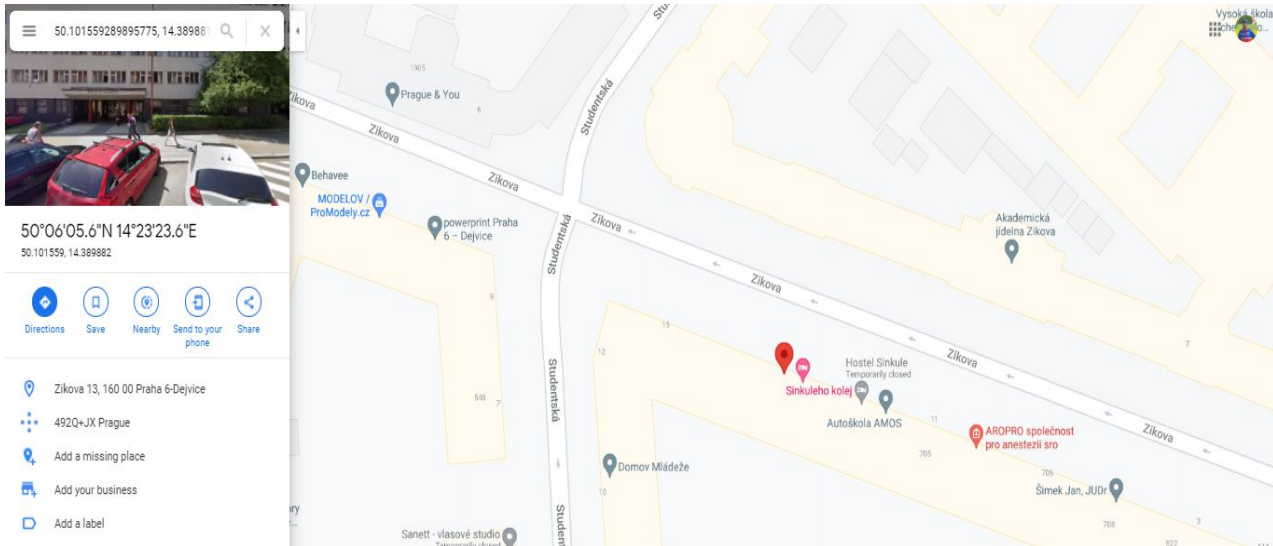 50.101559289895775, 14.38988
50°06'05.6"N 14°23'23.6"E
50.101559, 14.389882
Directions
Save
Nearby
Send to your
phone
Share
Zikova 13, 160 00 Praha 6-Dejvice
492Q+JX Prague
Add a missing place
Add your business
Add a label
Vysoká škola
1905
Prague & You
6
Studentská
Zikova
Zikova
Zikova
Behavee
MODELOV /
ProModely.cz
powerprint Praha
6 – Dejvice
Studentská
Zikova
Akademická
jídelna Zikova
Zikova
9
15
12
7
Zikova
Hostel Sinkule
Temporarily closed
Sinkuleho kolej
Studentská
540
7
11
Autoškola AMOS
AROPRO společnost
pro anestezii sro
Zikova
705
706
Domov Mládeže
10
Šimek Jan, JUDr
Sanett - vlasové studio
Temporarily closed
Student
708
3
522